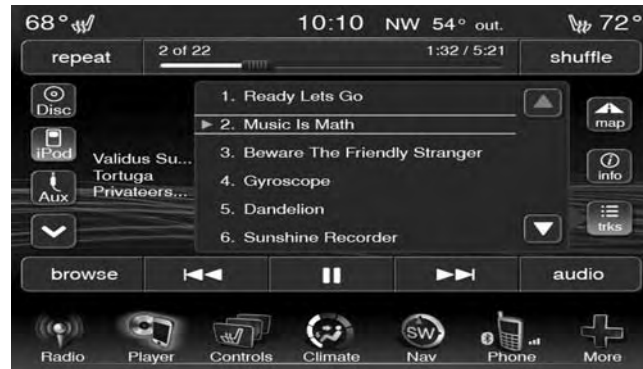 68° 10:10 NW 54° out. 72°
repeat 2 of 22 1:32 / 5:21 shuffle
Disc
iPod
Aux
Validus Su...
Tortuga
Privateers...
1. Ready Lets Go
2. Music Is Math
3. Beware The Friendly Stranger
4. Gyroscope
5. Dandelion
6. Sunshine Recorder
map
info
trks
browse audio
SW
Radio Player Controls Climate Nav Phone More